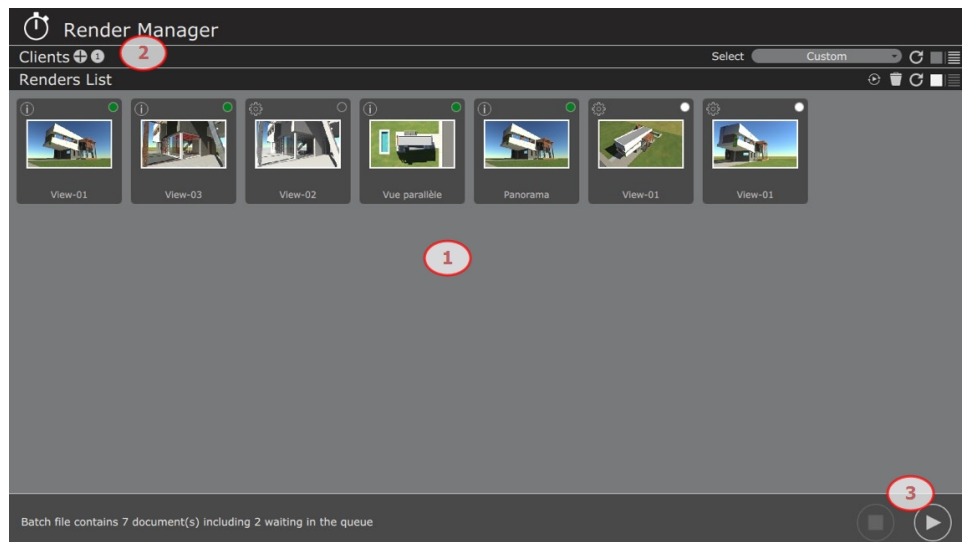 Render Manager
Clients 1 2 Select Custom
Renders List
View-01 View-03 View-02 Vue parallèle Panorama View-01 View-01
1
3
Batch file contains 7 document(s) including 2 waiting in the queue